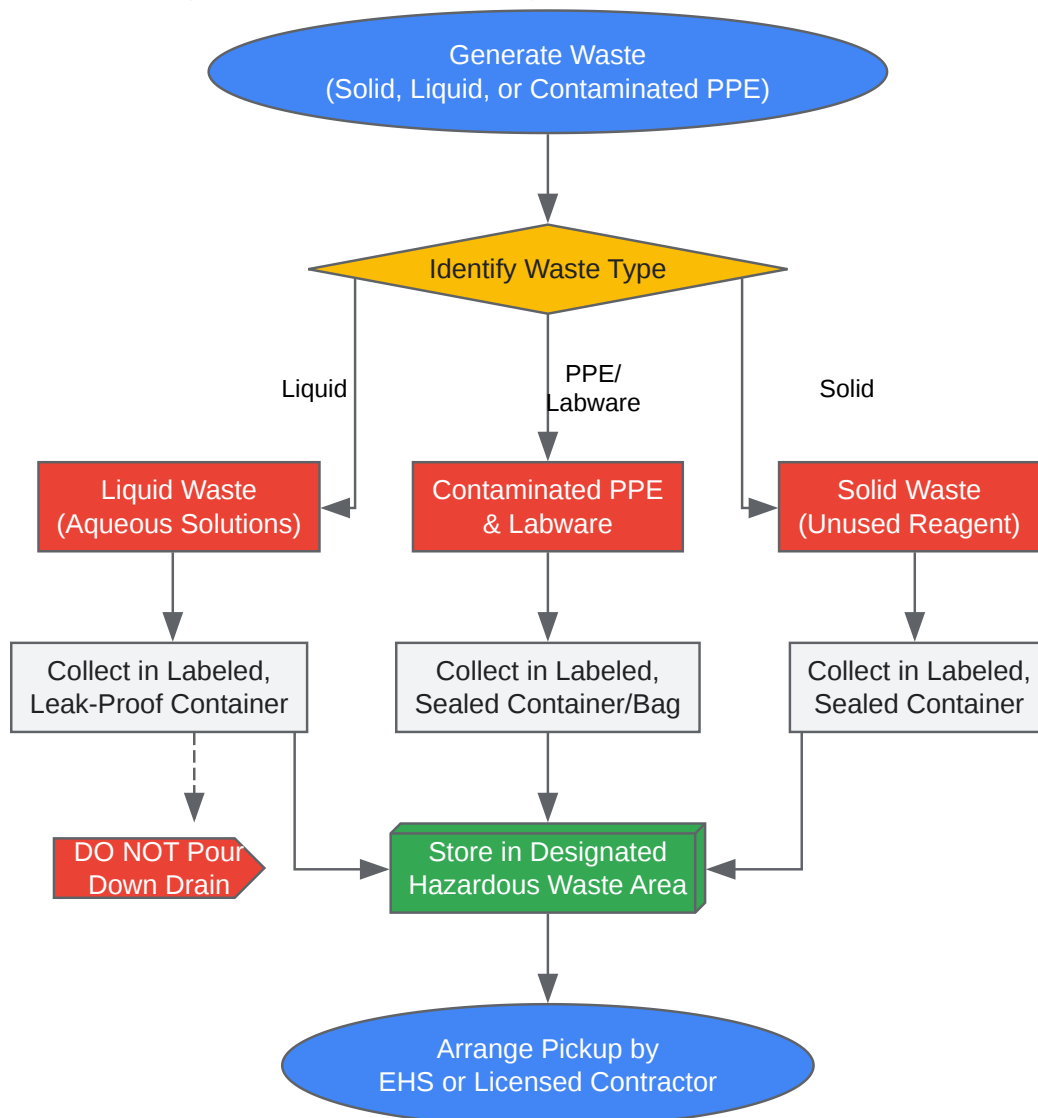 Generate Waste
(Solid, Liquid, or Contaminated PPE)
Identify Waste Type
Liquid
PPE/
Labware
Solid
Liquid Waste
(Aqueous Solutions)
Contaminated PPE
& Labware
Solid Waste
(Unused Reagent)
Collect in Labeled,
Leak-Proof Container
Collect in Labeled,
Sealed Container/Bag
Collect in Labeled,
Sealed Container
DO NOT Pour
Down Drain
Store in Designated
Hazardous Waste Area
Arrange Pickup by
EHS or Licensed Contractor